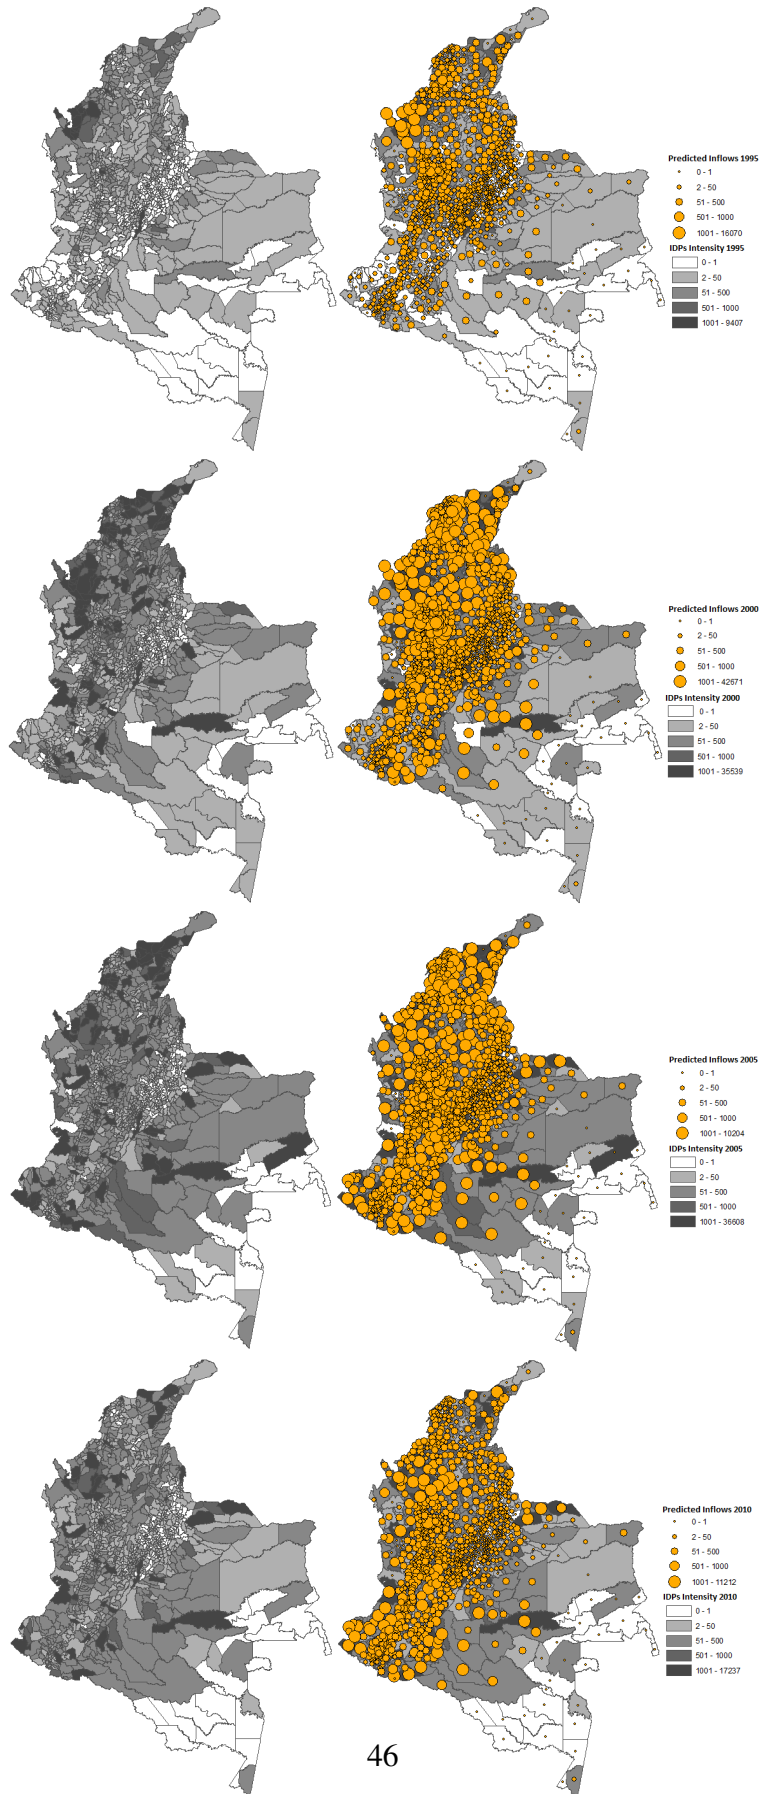 Predicted Inflows 1995
0 - 1
2 - 50
51 - 500
501 - 1000
1001 - 16070
IDPs Intensity 1995
0 - 1
2 - 50
51 - 500
501 - 1000
1001 - 9407
Predicted Inflows 2000
0 - 1
2 - 50
51 - 500
501 - 1000
1001 - 42671
IDPs Intensity 2000
0 - 1
2 - 50
51 - 500
501 - 1000
1001 - 35539
Predicted Inflows 2005
0 - 1
2 - 50
51 - 500
501 - 1000
1001 - 10204
IDPs Intensity 2005
0 - 1
2 - 50
51 - 500
501 - 1000
1001 - 36608
Predicted Inflows 2010
0 - 1
2 - 50
51 - 500
501 - 1000
1001 - 11212
IDPs Intensity 2010
0 - 1
2 - 50
51 - 500
501 - 1000
1001 - 17237
46